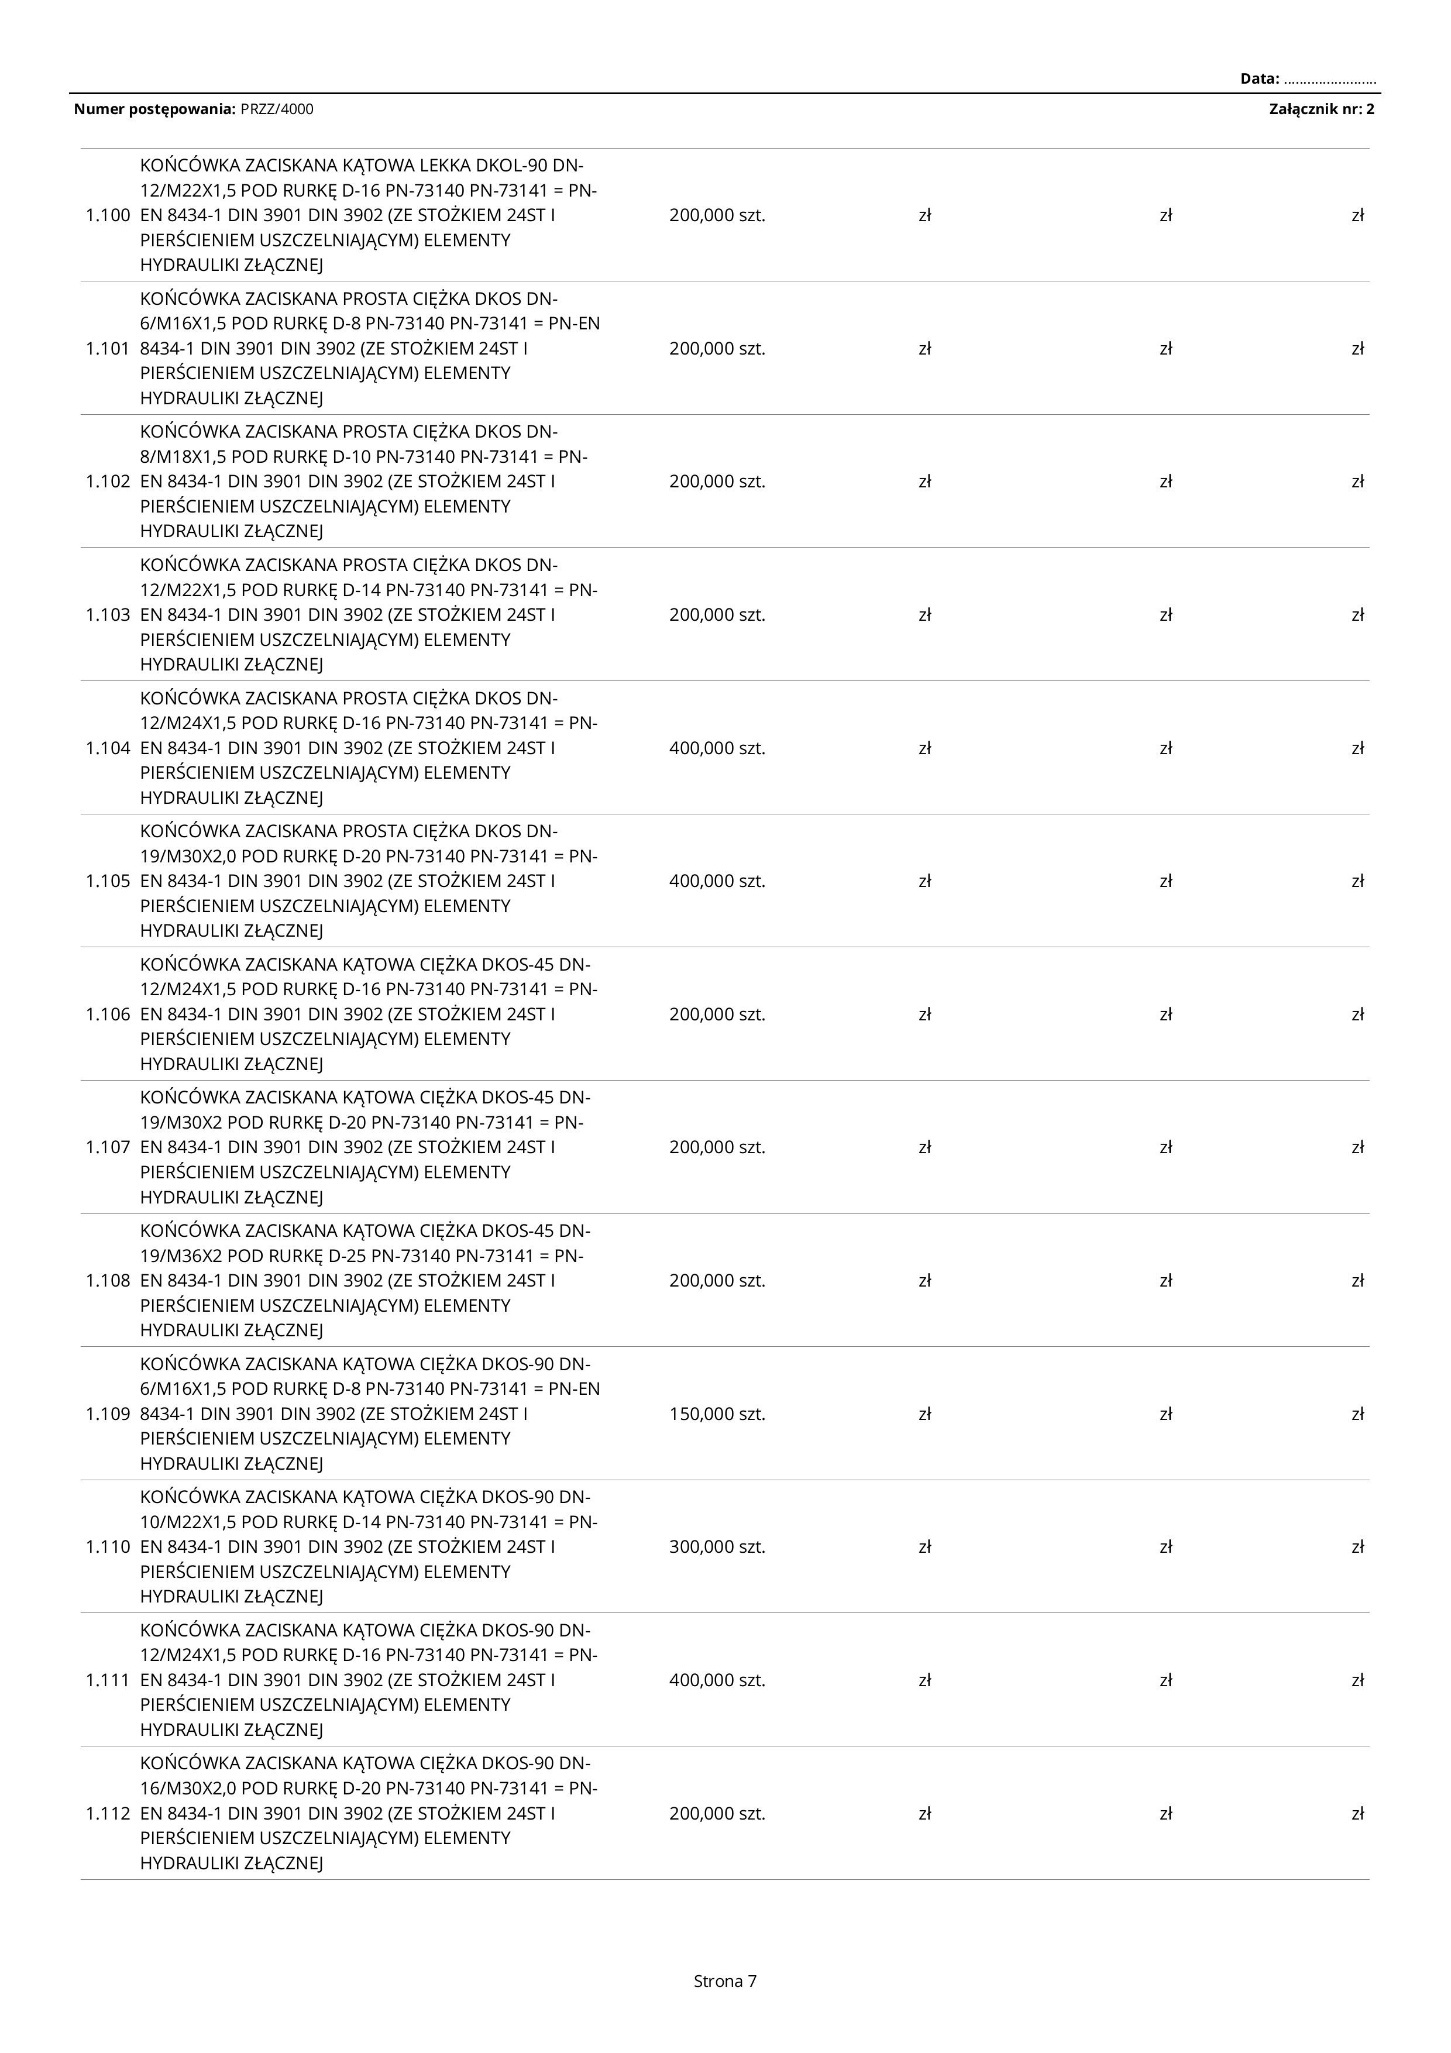 Data: ........................
Numer postępowania: PRZZ/4000 Załącznik nr: 2
KOŃCÓWKA ZACISKANA KĄTOWA LEKKA DKOL-90 DN-
12/M22X1,5 POD RURKĘ D-16 PN-73140 PN-73141 = PN-
1.100 EN 8434-1 DIN 3901 DIN 3902 (ZE STOŻKIEM 24ST I 200,000 szt. zł zł zł
PIERŚCIENIEM USZCZELNIAJĄCYM) ELEMENTY
HYDRAULIKI ZŁĄCZNEJ
KOŃCÓWKA ZACISKANA PROSTA CIĘŻKA DKOS DN-
6/M16X1,5 POD RURKĘ D-8 PN-73140 PN-73141 = PN-EN
1.101 8434-1 DIN 3901 DIN 3902 (ZE STOŻKIEM 24ST I 200,000 szt. zł zł zł
PIERŚCIENIEM USZCZELNIAJĄCYM) ELEMENTY
HYDRAULIKI ZŁĄCZNEJ
KOŃCÓWKA ZACISKANA PROSTA CIĘŻKA DKOS DN-
8/M18X1,5 POD RURKĘ D-10 PN-73140 PN-73141 = PN-
1.102 EN 8434-1 DIN 3901 DIN 3902 (ZE STOŻKIEM 24ST I 200,000 szt. zł zł zł
PIERŚCIENIEM USZCZELNIAJĄCYM) ELEMENTY
HYDRAULIKI ZŁĄCZNEJ
KOŃCÓWKA ZACISKANA PROSTA CIĘŻKA DKOS DN-
12/M22X1,5 POD RURKĘ D-14 PN-73140 PN-73141 = PN-
1.103 EN 8434-1 DIN 3901 DIN 3902 (ZE STOŻKIEM 24ST I 200,000 szt. zł zł zł
PIERŚCIENIEM USZCZELNIAJĄCYM) ELEMENTY
HYDRAULIKI ZŁĄCZNEJ
KOŃCÓWKA ZACISKANA PROSTA CIĘŻKA DKOS DN-
12/M24X1,5 POD RURKĘ D-16 PN-73140 PN-73141 = PN-
1.104 EN 8434-1 DIN 3901 DIN 3902 (ZE STOŻKIEM 24ST I 400,000 szt. zł zł zł
PIERŚCIENIEM USZCZELNIAJĄCYM) ELEMENTY
HYDRAULIKI ZŁĄCZNEJ
KOŃCÓWKA ZACISKANA PROSTA CIĘŻKA DKOS DN-
19/M30X2,0 POD RURKĘ D-20 PN-73140 PN-73141 = PN-
1.105 EN 8434-1 DIN 3901 DIN 3902 (ZE STOŻKIEM 24ST I 400,000 szt. zł zł zł
PIERŚCIENIEM USZCZELNIAJĄCYM) ELEMENTY
HYDRAULIKI ZŁĄCZNEJ
KOŃCÓWKA ZACISKANA KĄTOWA CIĘŻKA DKOS-45 DN-
12/M24X1,5 POD RURKĘ D-16 PN-73140 PN-73141 = PN-
1.106 EN 8434-1 DIN 3901 DIN 3902 (ZE STOŻKIEM 24ST I 200,000 szt. zł zł zł
PIERŚCIENIEM USZCZELNIAJĄCYM) ELEMENTY
HYDRAULIKI ZŁĄCZNEJ
KOŃCÓWKA ZACISKANA KĄTOWA CIĘŻKA DKOS-45 DN-
19/M30X2 POD RURKĘ D-20 PN-73140 PN-73141 = PN-
1.107 EN 8434-1 DIN 3901 DIN 3902 (ZE STOŻKIEM 24ST I 200,000 szt. zł zł zł
PIERŚCIENIEM USZCZELNIAJĄCYM) ELEMENTY
HYDRAULIKI ZŁĄCZNEJ
KOŃCÓWKA ZACISKANA KĄTOWA CIĘŻKA DKOS-45 DN-
19/M36X2 POD RURKĘ D-25 PN-73140 PN-73141 = PN-
1.108 EN 8434-1 DIN 3901 DIN 3902 (ZE STOŻKIEM 24ST I 200,000 szt. zł zł zł
PIERŚCIENIEM USZCZELNIAJĄCYM) ELEMENTY
HYDRAULIKI ZŁĄCZNEJ
KOŃCÓWKA ZACISKANA KĄTOWA CIĘŻKA DKOS-90 DN-
6/M16X1,5 POD RURKĘ D-8 PN-73140 PN-73141 = PN-EN
1.109 8434-1 DIN 3901 DIN 3902 (ZE STOŻKIEM 24ST I 150,000 szt. zł zł zł
PIERŚCIENIEM USZCZELNIAJĄCYM) ELEMENTY
HYDRAULIKI ZŁĄCZNEJ
KOŃCÓWKA ZACISKANA KĄTOWA CIĘŻKA DKOS-90 DN-
10/M22X1,5 POD RURKĘ D-14 PN-73140 PN-73141 = PN-
1.110 EN 8434-1 DIN 3901 DIN 3902 (ZE STOŻKIEM 24ST I 300,000 szt. zł zł zł
PIERŚCIENIEM USZCZELNIAJĄCYM) ELEMENTY
HYDRAULIKI ZŁĄCZNEJ
KOŃCÓWKA ZACISKANA KĄTOWA CIĘŻKA DKOS-90 DN-
12/M24X1,5 POD RURKĘ D-16 PN-73140 PN-73141 = PN-
1.111 EN 8434-1 DIN 3901 DIN 3902 (ZE STOŻKIEM 24ST I 400,000 szt. zł zł zł
PIERŚCIENIEM USZCZELNIAJĄCYM) ELEMENTY
HYDRAULIKI ZŁĄCZNEJ
KOŃCÓWKA ZACISKANA KĄTOWA CIĘŻKA DKOS-90 DN-
16/M30X2,0 POD RURKĘ D-20 PN-73140 PN-73141 = PN-
1.112 EN 8434-1 DIN 3901 DIN 3902 (ZE STOŻKIEM 24ST I 200,000 szt. zł zł zł
PIERŚCIENIEM USZCZELNIAJĄCYM) ELEMENTY
HYDRAULIKI ZŁĄCZNEJ
Strona 7